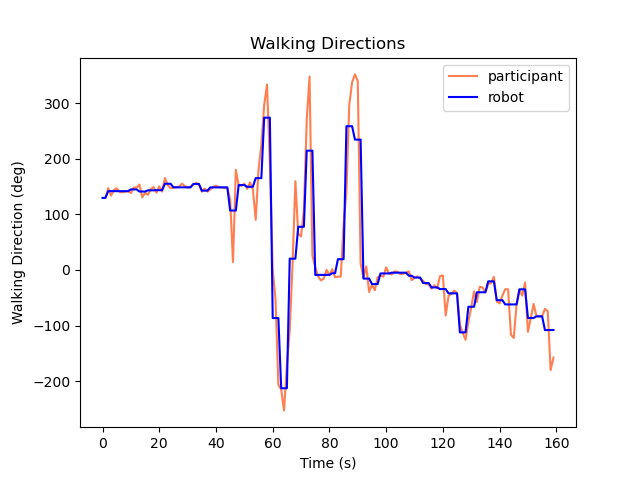 Walking Directions
participant
robot
Walking Direction (deg)
300
200
100
0
−100
−200
0 20 40 60 80 100 120 140 160
Time (s)